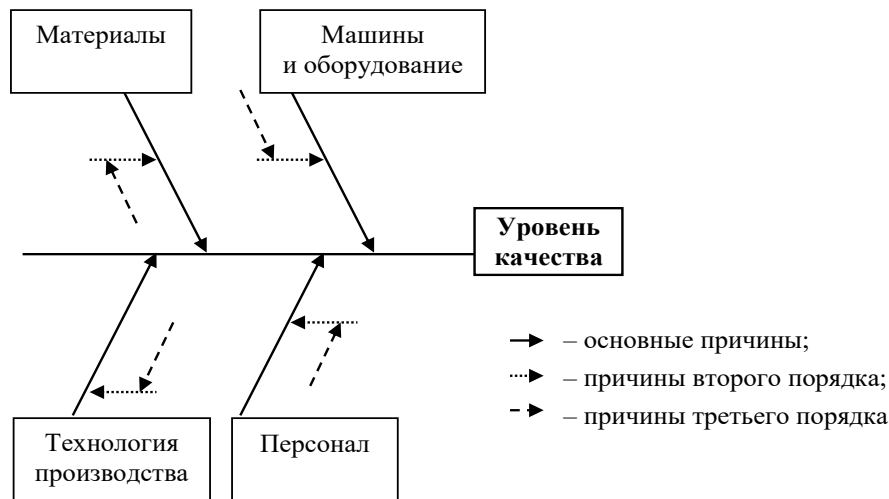 Материалы
Машины
и оборудование
Уровень
качества
– основные причины;
– причины второго порядка;
– причины третьего порядка
Технология
производства
Персонал